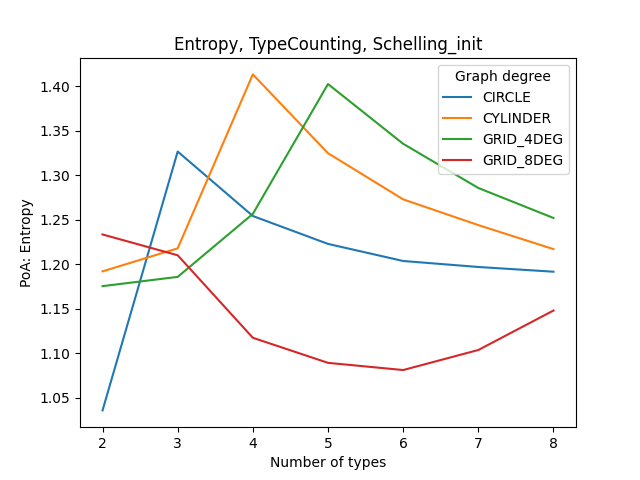 Entropy, TypeCounting, Schelling_init
Graph degree
CIRCLE
CYLINDER
GRID_4DEG
GRID_8DEG
PoA: Entropy
1.40
1.35
1.30
1.25
1.20
1.15
1.10
1.05
2 3 4 5 6 7 8
Number of types